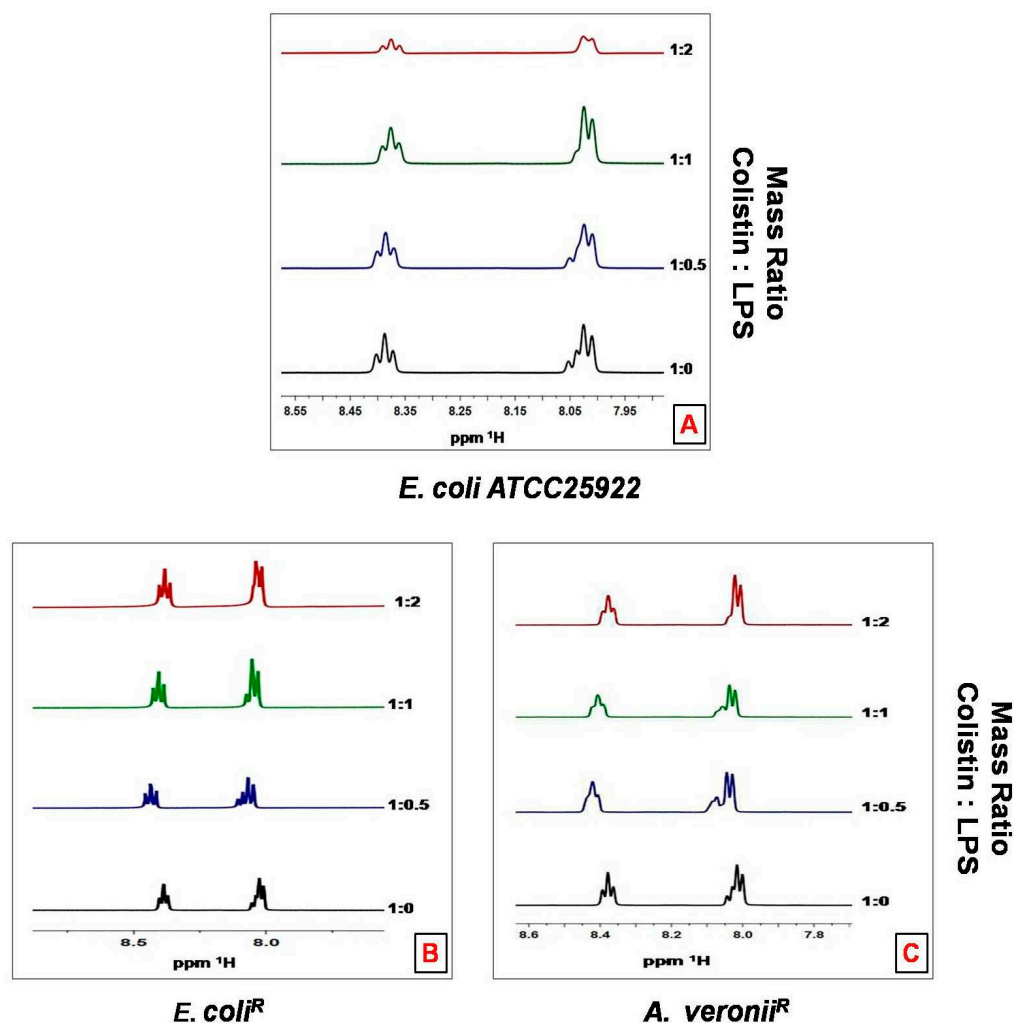 1:2
1:1
1:0.5
1:0
8.55 8.45 8.35 8.25 8.15 8.05 7.95
ppm ¹H
A
Mass Ratio
Colistin : LPS
E. coli ATCC25922
1:2
1:1
1:0.5
1:0
8.5 8.0
ppm ¹H
B
E. coliᴿ
1:2
1:1
1:0.5
1:0
8.6 8.4 8.2 8.0 7.8
ppm ¹H
C
Mass Ratio
Colistin : LPS
A. veroniiᴿ